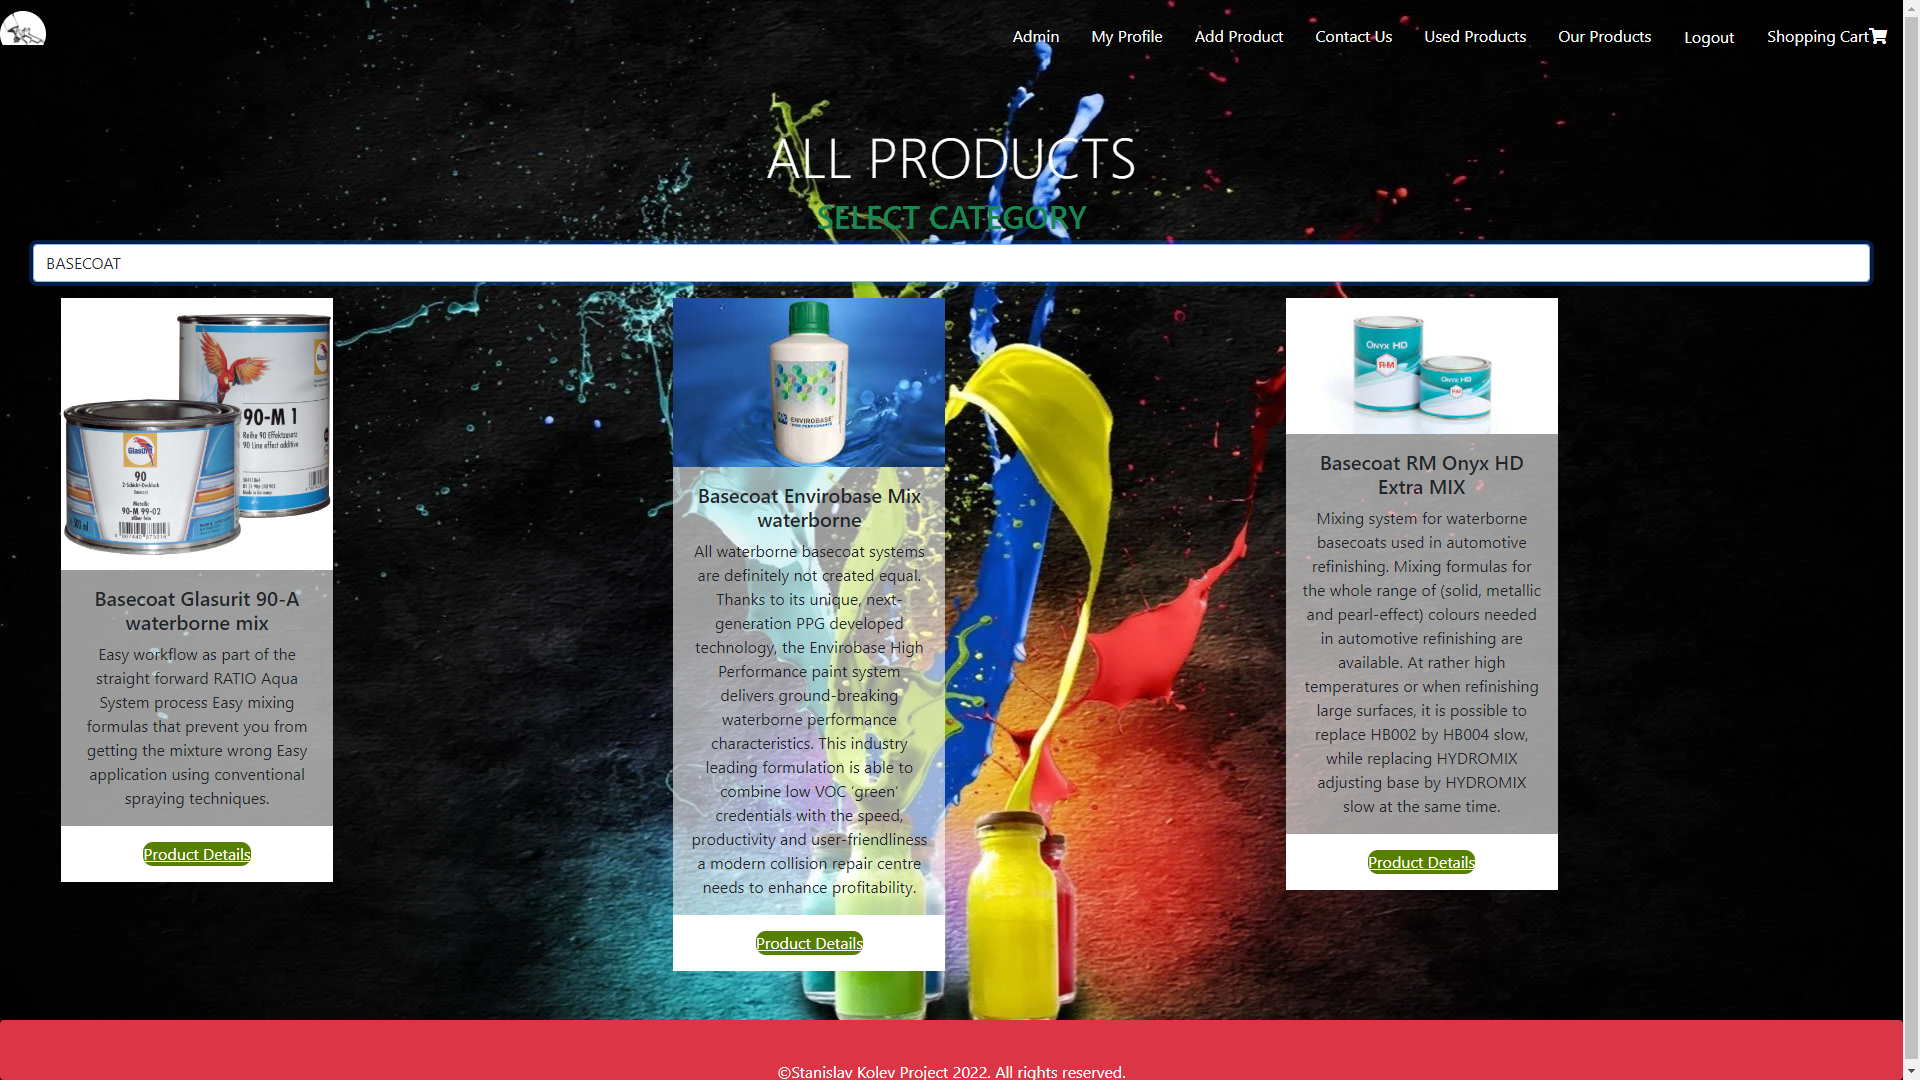 Admin
My Profile
Add Product
Contact Us
Used Products
Our Products
Logout
Shopping Cart
ALL PRODUCTS
SELECT CATEGORY
BASECOAT
90-M 1
Reihe 90 Effektzusatz
90 Line effect additive
Glasurit
90
2-Schicht-Decklack
Basecoat
Metallic
90-M 99-02
silber fein
Basecoat Glasurit 90-A
waterborne mix
Easy workflow as part of the
straight forward RATIO Aqua
System process Easy mixing
formulas that prevent you from
getting the mixture wrong Easy
application using conventional
spraying techniques.
Product Details
ENVIROBASE
HIGH PERFORMANCE
Basecoat Envirobase Mix
waterborne
All waterborne basecoat systems
are definitely not created equal.
Thanks to its unique, next-
generation PPG developed
technology, the Envirobase High
Performance paint system
delivers ground-breaking
waterborne performance
characteristics. This industry
leading formulation is able to
combine low VOC ‘green’
credentials with the speed,
productivity and user-friendliness
a modern collision repair centre
needs to enhance profitability.
Product Details
ONYX HD
R-M
ONYX HD
R-M
Basecoat RM Onyx HD
Extra MIX
Mixing system for waterborne
basecoats used in automotive
refinishing. Mixing formulas for
the whole range of (solid, metallic
and pearl-effect) colours needed
in automotive refinishing are
available. At rather high
temperatures or when refinishing
large surfaces, it is possible to
replace HB002 by HB004 slow,
while replacing HYDROMIX
adjusting base by HYDROMIX
slow at the same time.
Product Details
©Stanislav Kolev Project 2022. All rights reserved.